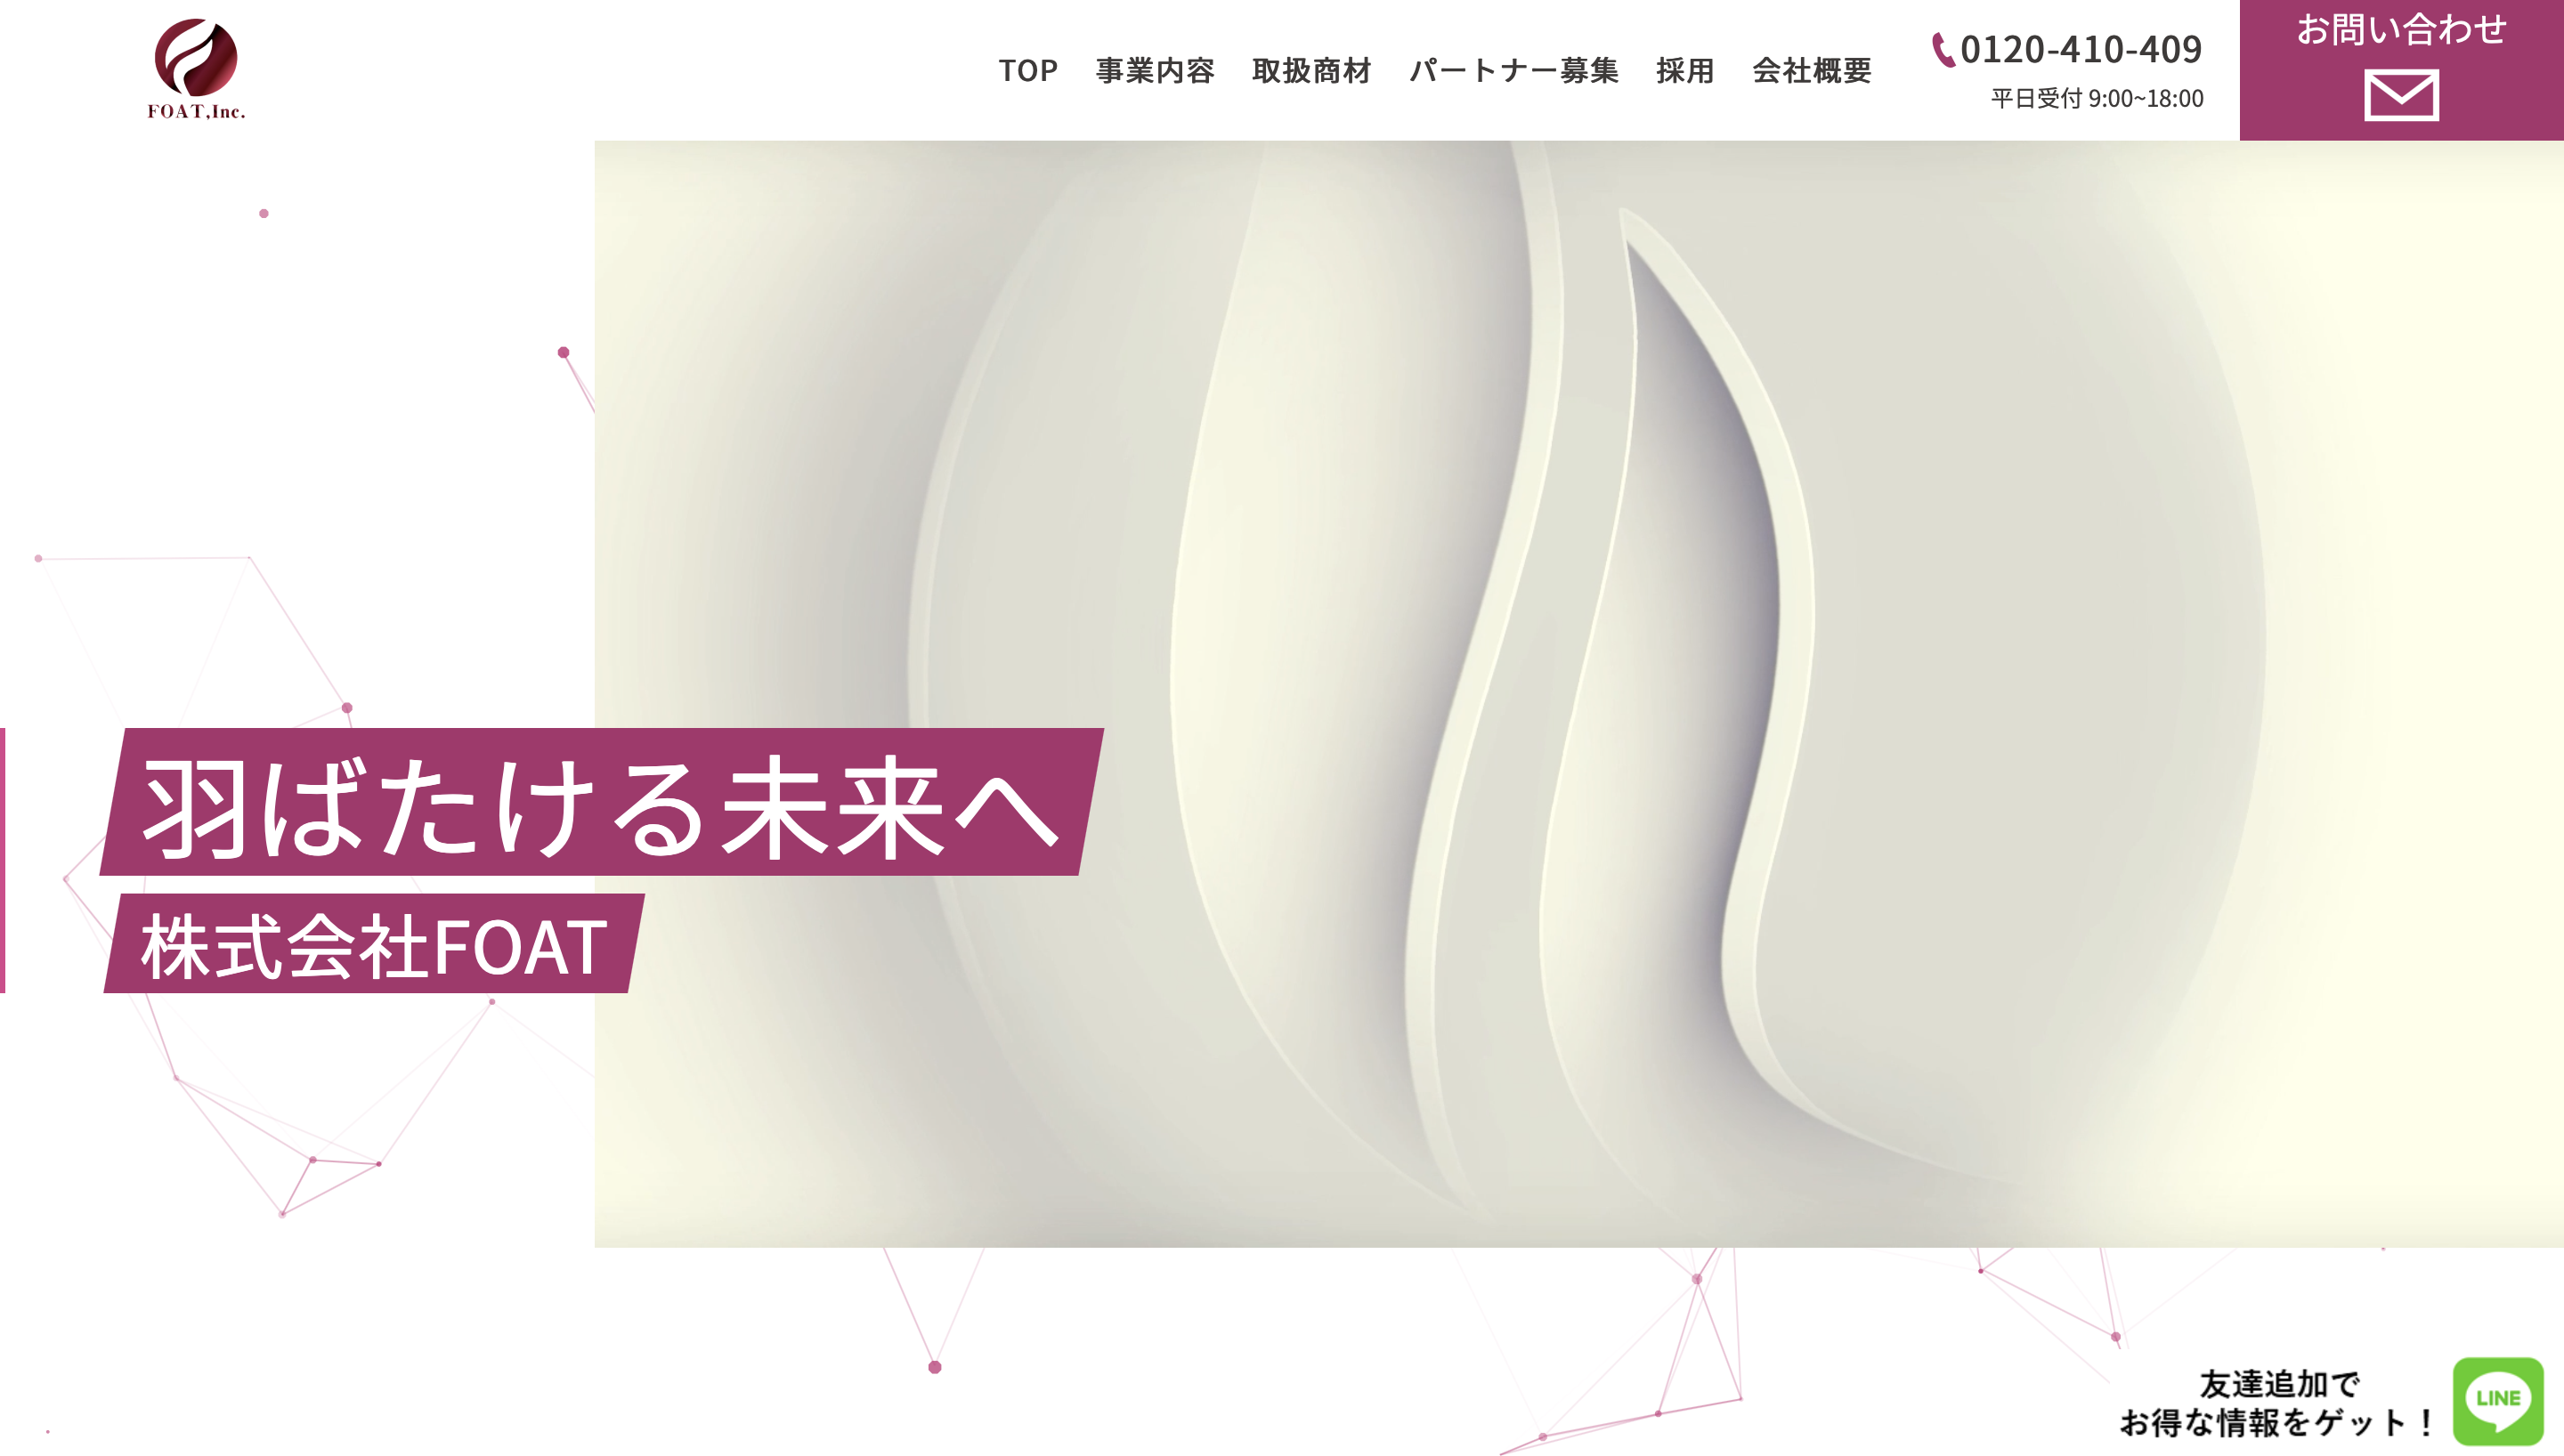 FOAT,Inc.
TOP 事業内容 取扱商材 パートナー募集 採用 会社概要
0120-410-409
平日受付 9:00~18:00
お問い合わせ
羽ばたける未来へ
株式会社FOAT
友達追加で
お得な情報をゲット！
LINE